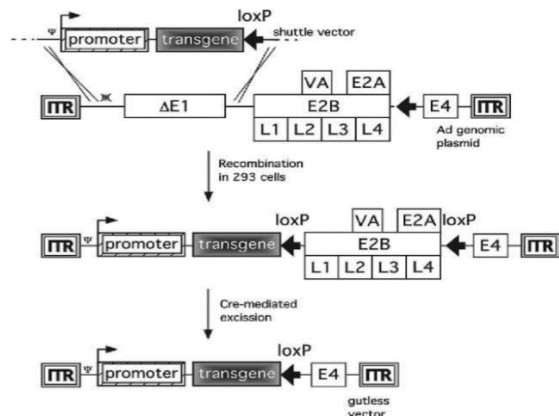 loxP
Ψ promoter transgene shuttle vector
VA E2A
ITR ΔE1 E2B E4 ITR
L1 L2 L3 L4
Ad genomic
plasmid
Recombination
in 293 cells
loxP VA E2A loxP
ITR Ψ promoter transgene E2B E4 ITR
L1 L2 L3 L4
Cre-mediated
excission
loxP
ITR Ψ promoter transgene E4 ITR
gutless
vector